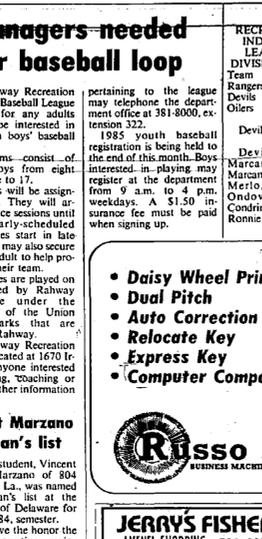 nagers needed
r baseball loop
way Recreation
Baseball League
for any adults
be interested in
boys' baseball
ms consist of
oys from eight
e to 17.
s will be assign-
They will ar-
ce sessions until
arly-scheduled
es start in late-
may also secure
dult to help pro-
heir team.
es are played on
ed by Rahway
e under the
of the Union
arks that are
Rahway.
way Recreation
cated at 1670 Ir-
nyone interested
ng, coaching or
ther information
pertaining to the league
may telephone the depart-
ment office at 381-8000, ex-
tension 322.
1985 youth baseball
registration is being held to
the end of this month. Boys
interested in playing may
register at the department
from 9 a.m. to 4 p.m.
weekdays. A $1.50 in-
surance fee must be paid
when signing up.
t Marzano
an's list
student, Vincent
Marzano of 804
La., was named
an's list at the
of Delaware for
84, semester.
ve the honor the
RECR
IND
LEA
DIVIS
Team
Rangers
Devils
Oilers
Devil
Devi
Marcan
Marcan
Merlo,
Ondov
Condri
Ronnie
• Daisy Wheel Prin
• Dual Pitch
• Auto Correction
• Relocate Key
• Express Key
• Computer Compa
Russo
BUSINESS MACHI
JERRY'S FISHE